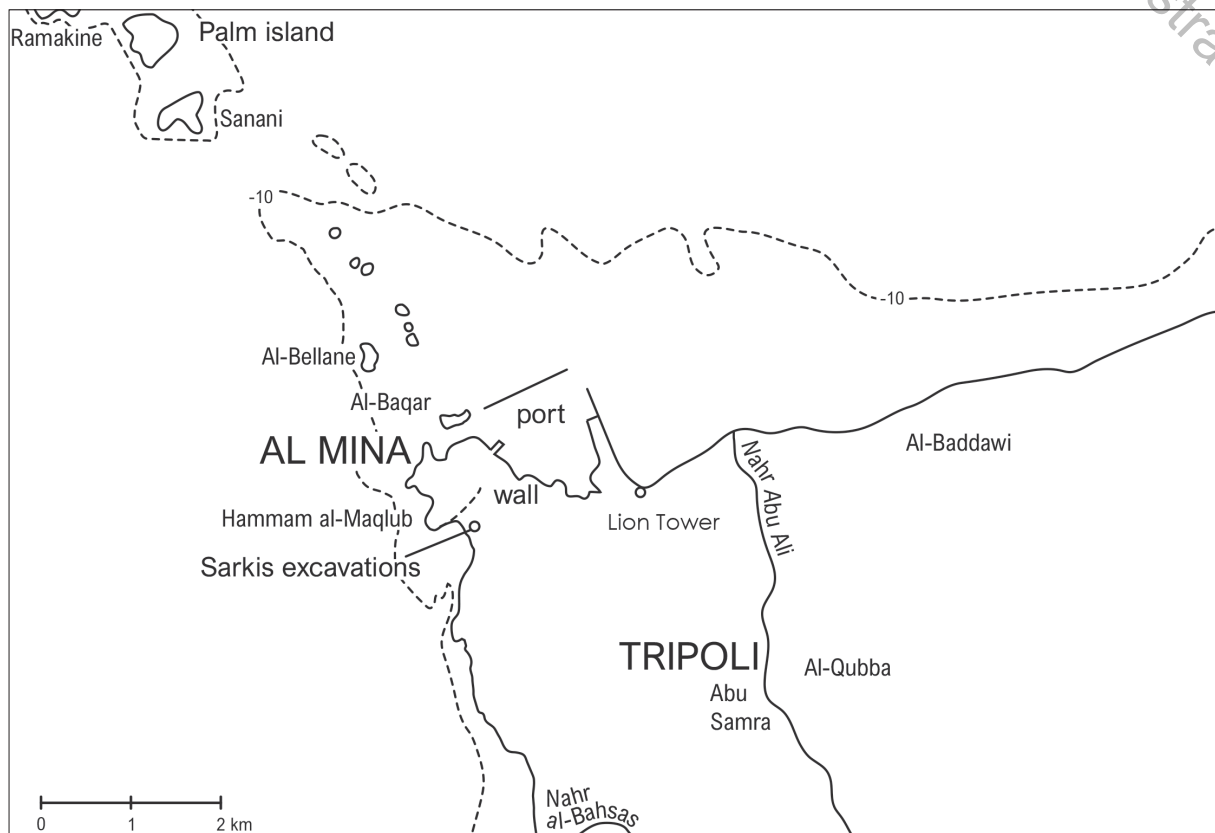 Ramakine
Palm island
Sanani
-10
-10
Al-Bellane
Al-Baqar
port
AL MINA
Al-Baddawi
wall
Nahr Abu Ali
Hammam al-Maqlub
Lion Tower
Sarkis excavations
TRIPOLI
Al-Qubba
Abu
Samra
Nahr
al-Bahsas
0 1 2 km